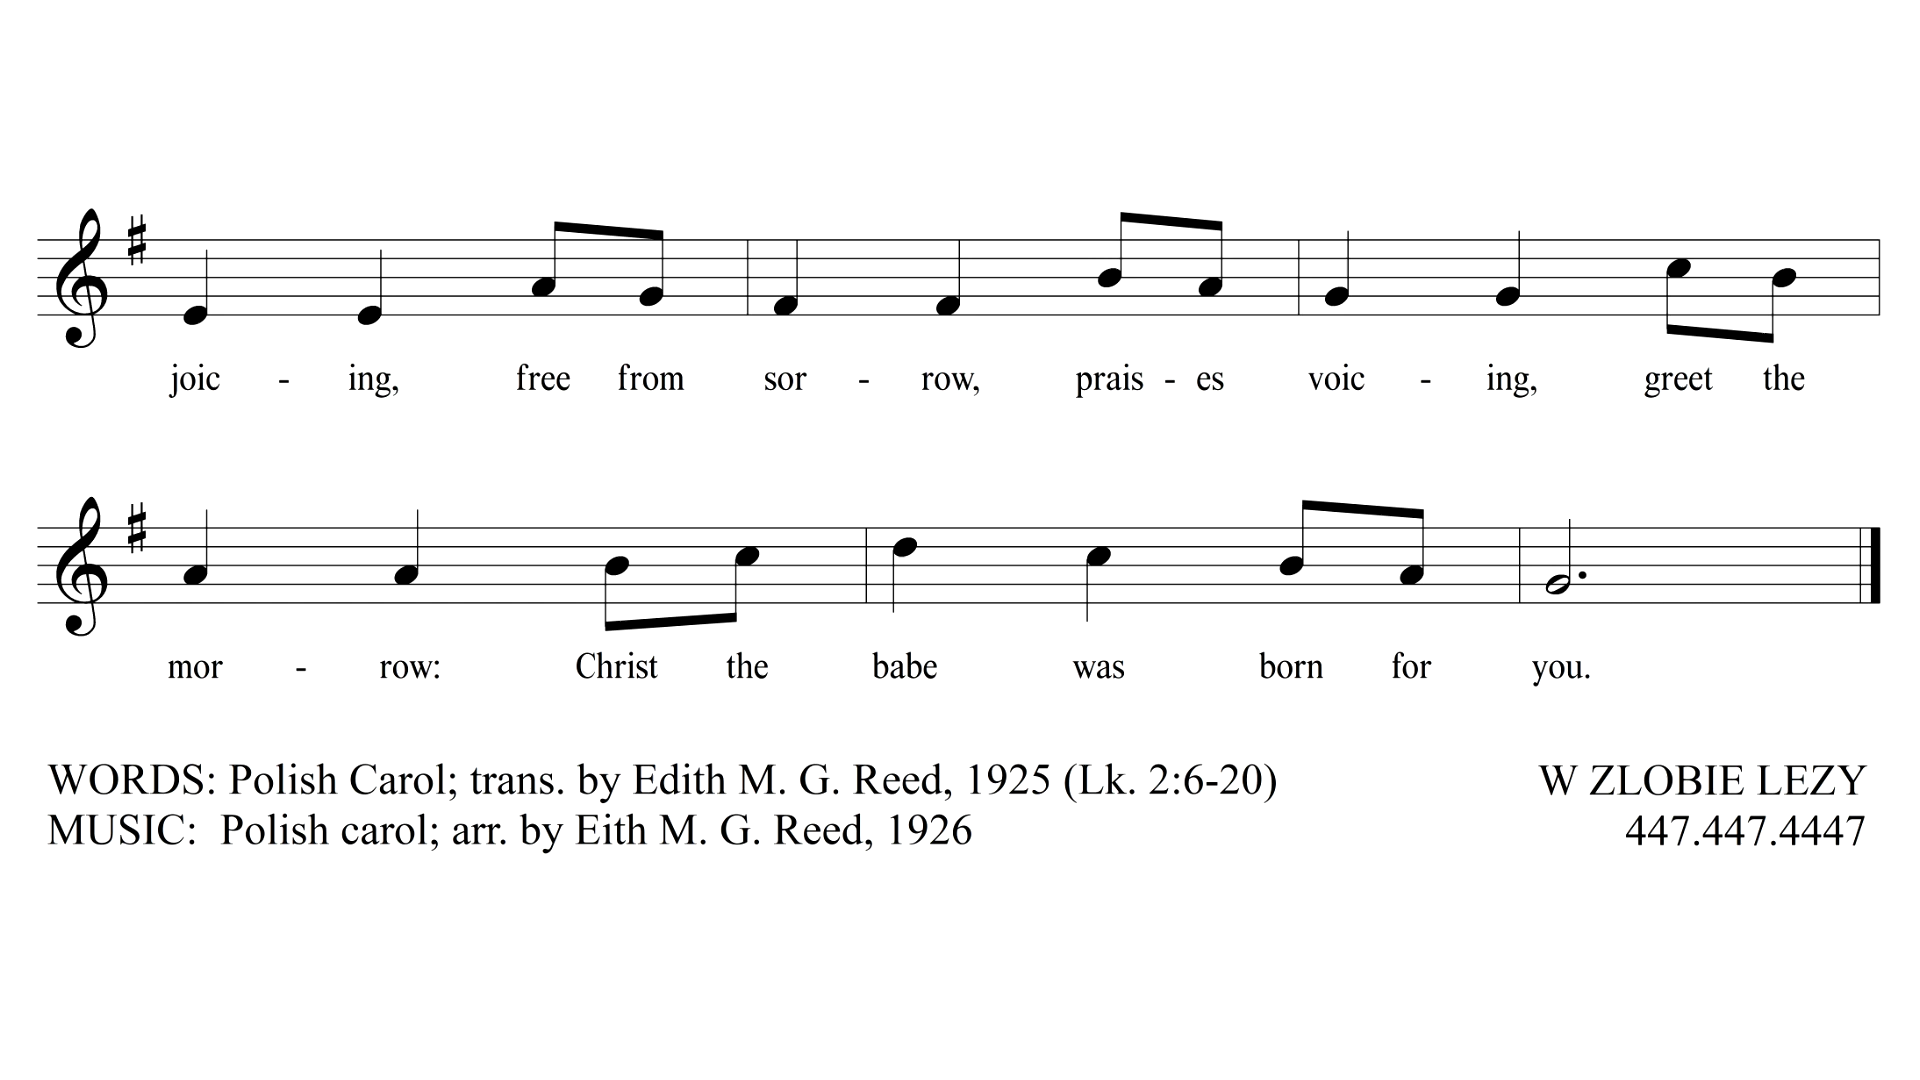 joic - ing, free from sor - row, prais - es voic - ing, greet the
mor - row: Christ the babe was born for you.
WORDS: Polish Carol; trans. by Edith M. G. Reed, 1925 (Lk. 2:6-20) W ZLOBIE LEZY
MUSIC: Polish carol; arr. by Eith M. G. Reed, 1926 447.447.4447